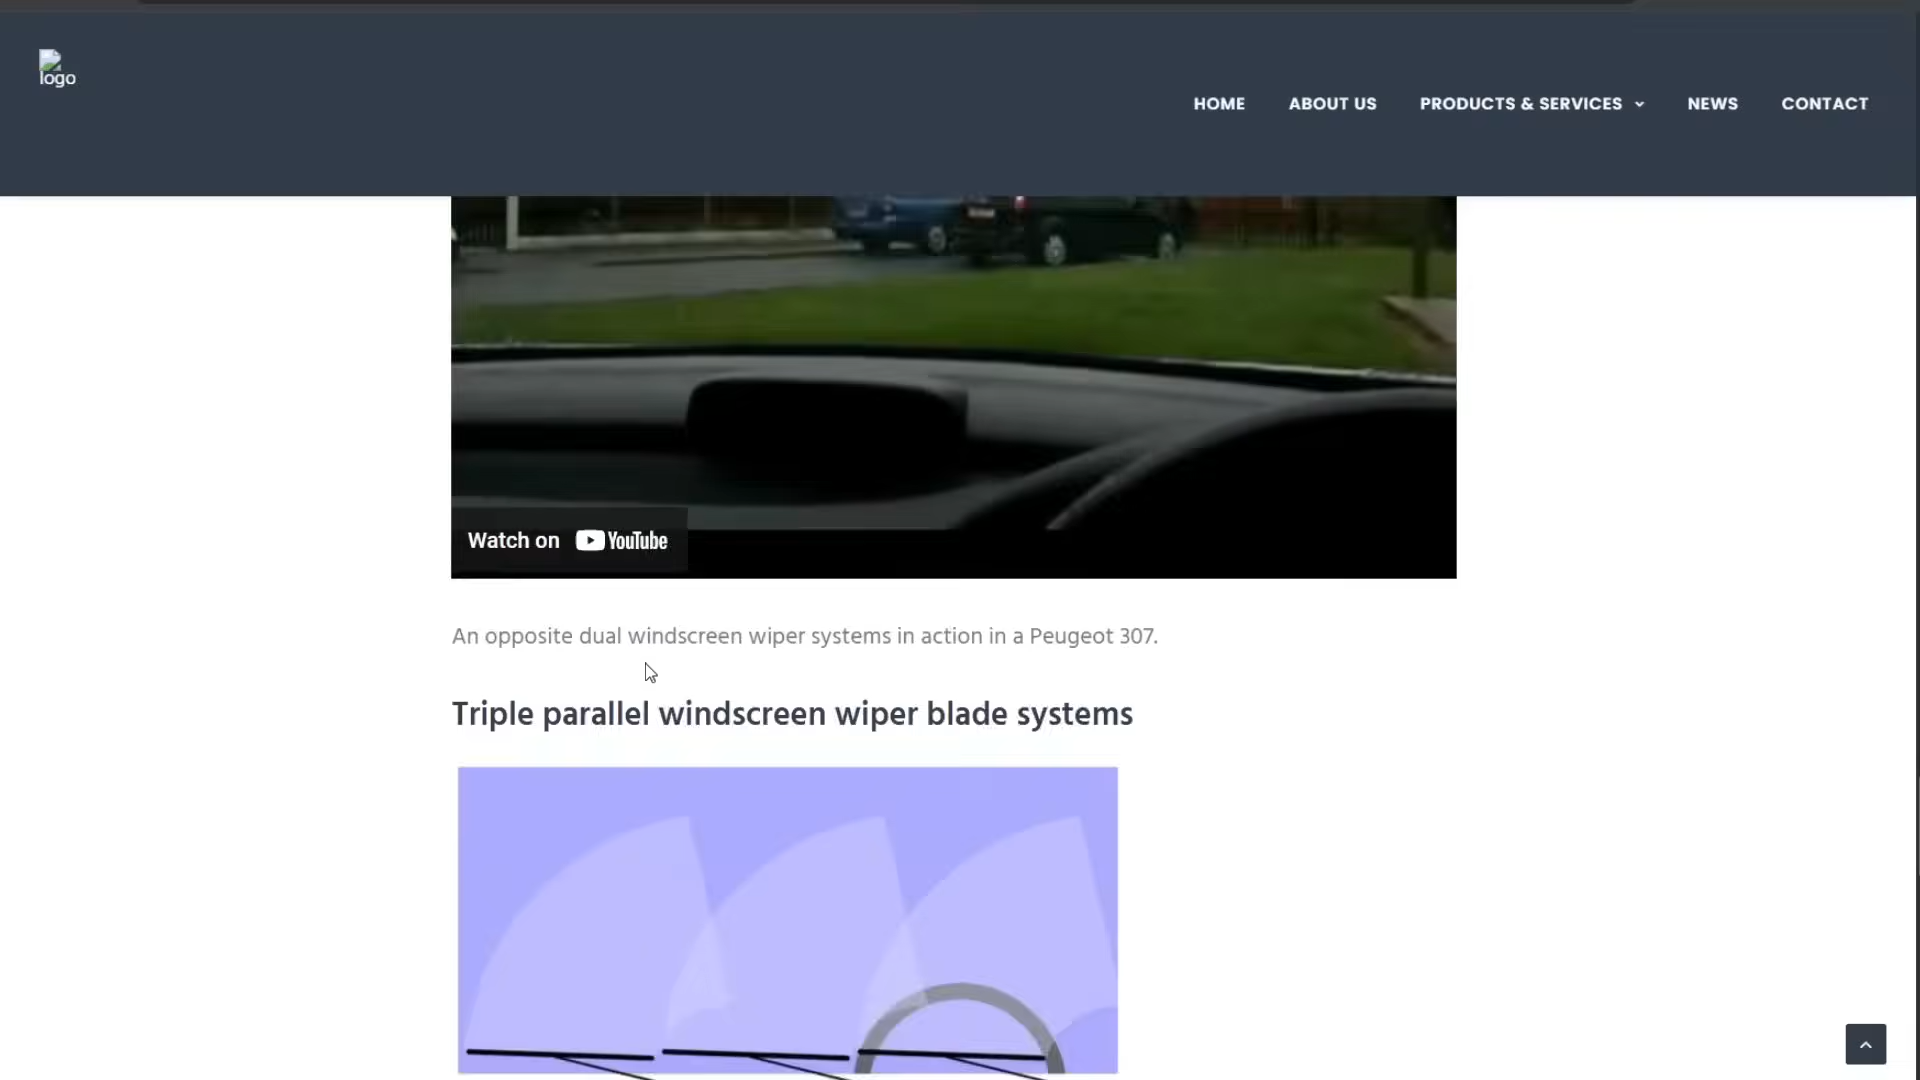 logo
HOME
ABOUT US
PRODUCTS & SERVICES
NEWS
CONTACT
Watch on YouTube
An opposite dual windscreen wiper systems in action in a Peugeot 307.
Triple parallel windscreen wiper blade systems